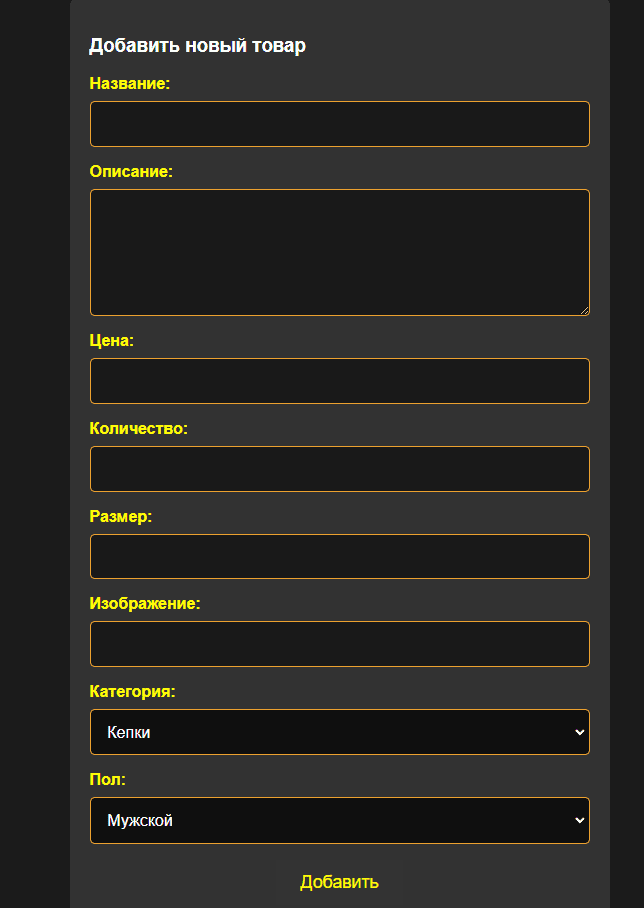 Добавить новый товар
Название:
Описание:
Цена:
Количество:
Размер:
Изображение:
Категория:
Кепки
Пол:
Мужской
Добавить